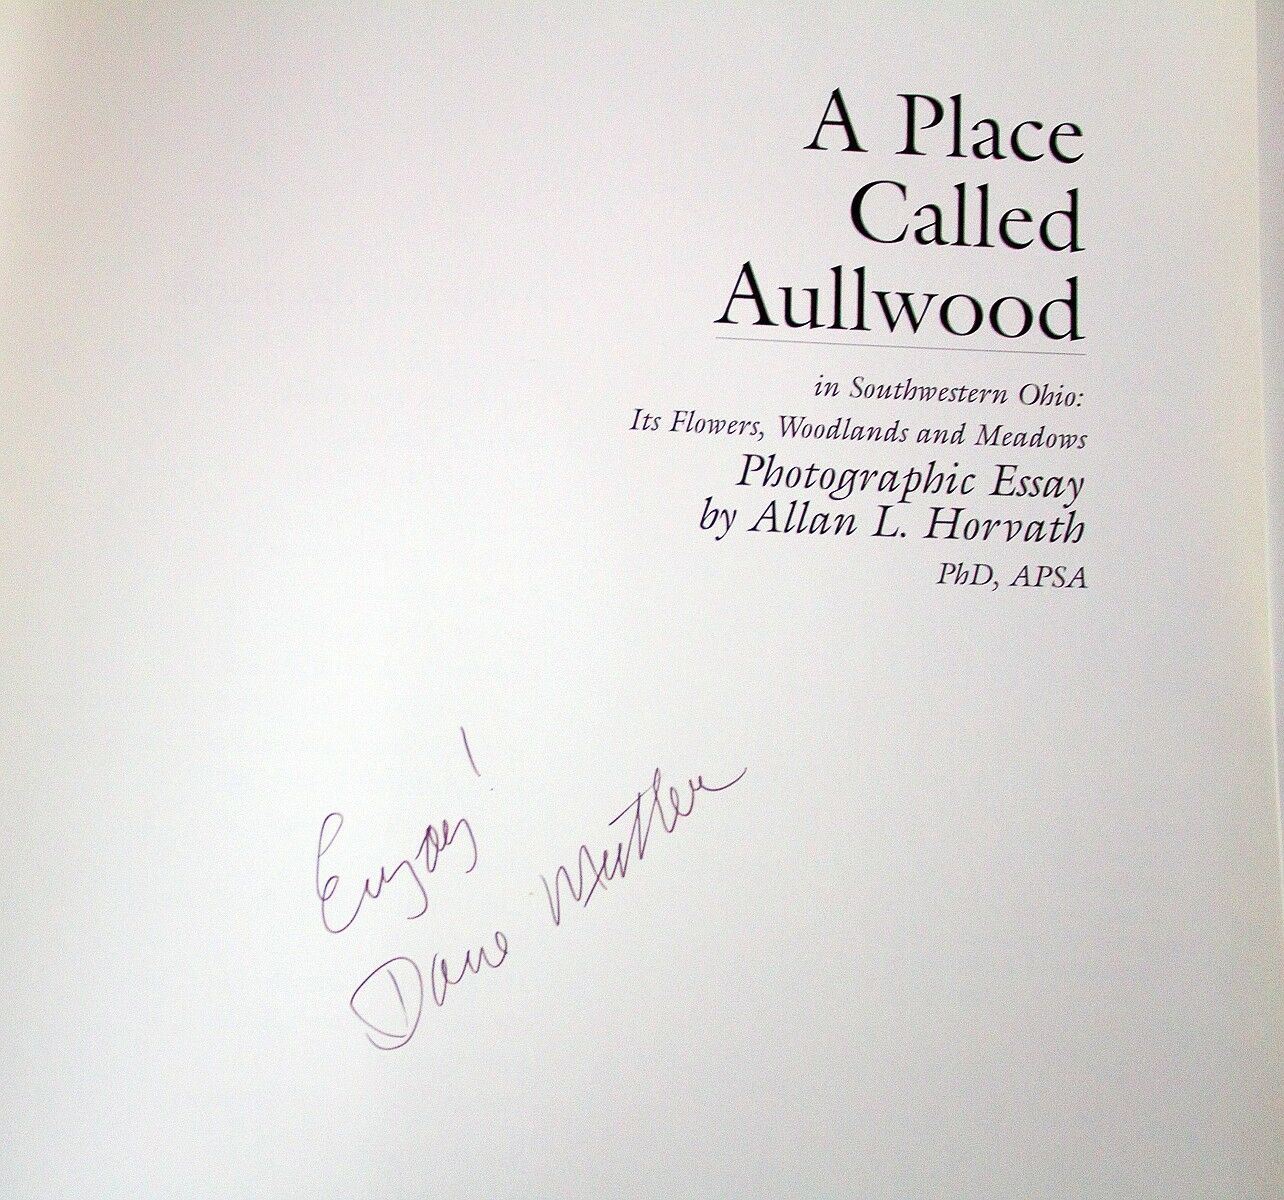 A Place
Called
Aullwood
in Southwestern Ohio:
Its Flowers, Woodlands and Meadows
Photographic Essay
by Allan L. Horvath
PhD, APSA
Enjoy!